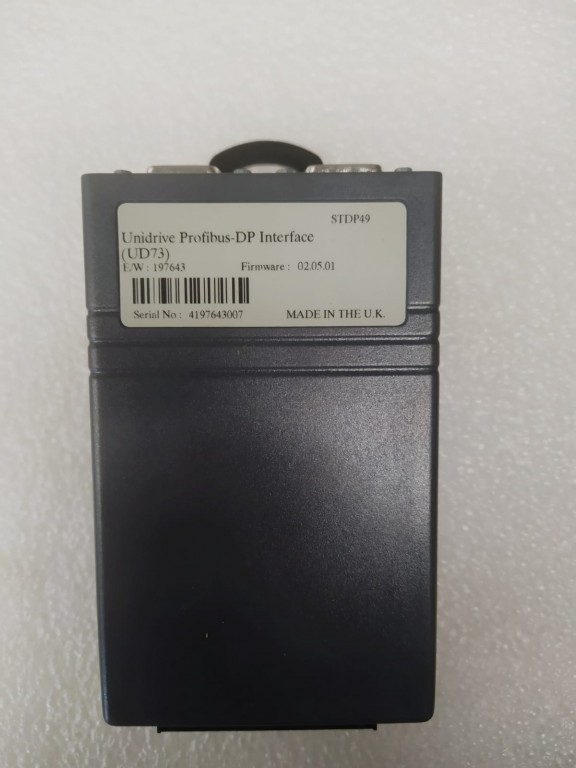 STDP49
Unidrive Profibus-DP Interface
(UD73)
E/W : 197643 Firmware : 02.05.01
Serial No : 4197643007 MADE IN THE U.K.